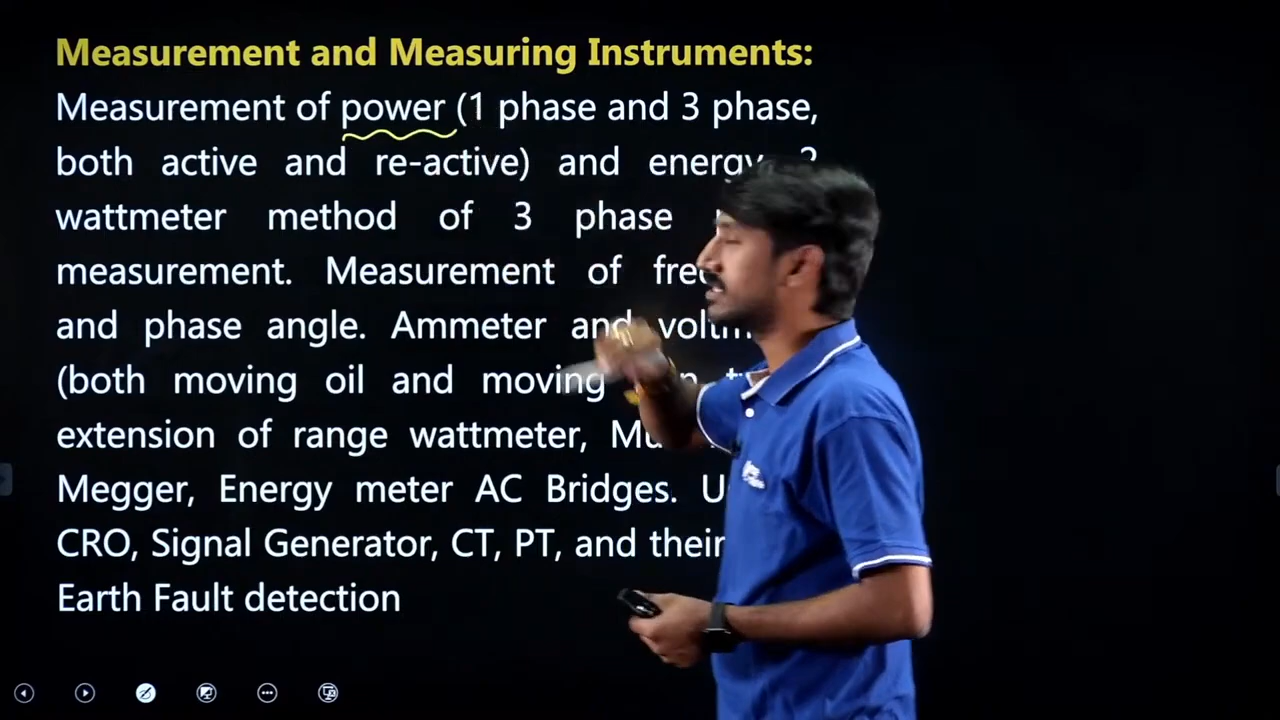 Measurement and Measuring Instruments:
Measurement of power (1 phase and 3 phase,
both active and re-active) and energy
wattmeter method of 3 phase
measurement. Measurement of
and phase angle. Ammeter and
(both moving oil and moving
extension of range wattmeter,
Megger, Energy meter AC Bridges.
CRO, Signal Generator, CT, PT, and their
Earth Fault detection